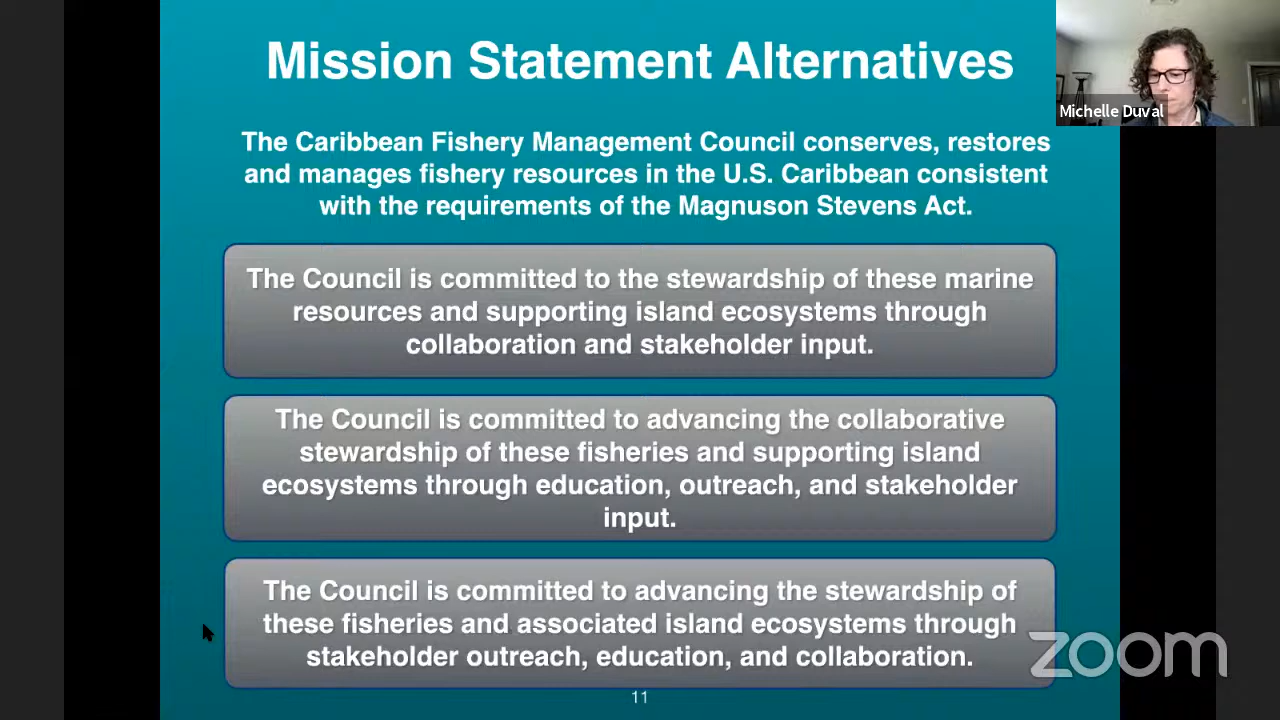 Mission Statement Alternatives
Michelle Duval
The Caribbean Fishery Management Council conserves, restores
and manages fishery resources in the U.S. Caribbean consistent
with the requirements of the Magnuson Stevens Act.
The Council is committed to the stewardship of these marine
resources and supporting island ecosystems through
collaboration and stakeholder input.
The Council is committed to advancing the collaborative
stewardship of these fisheries and supporting island
ecosystems through education, outreach, and stakeholder
input.
The Council is committed to advancing the stewardship of
these fisheries and associated island ecosystems through
stakeholder outreach, education, and collaboration.
zoom
11